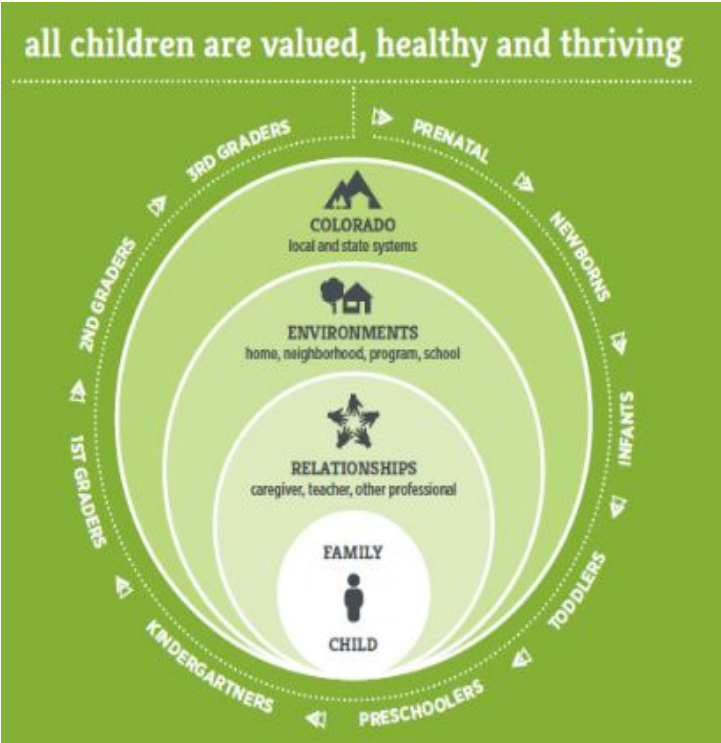 all children are valued, healthy and thriving
PRENATAL
NEWBORNS
INFANTS
TODDLERS
PRESCHOOLERS
KINDERGARTNERS
1ST GRADERS
2ND GRADERS
3RD GRADERS
COLORADO
local and state systems
ENVIRONMENTS
home, neighborhood, program, school
RELATIONSHIPS
caregiver, teacher, other professional
FAMILY
CHILD